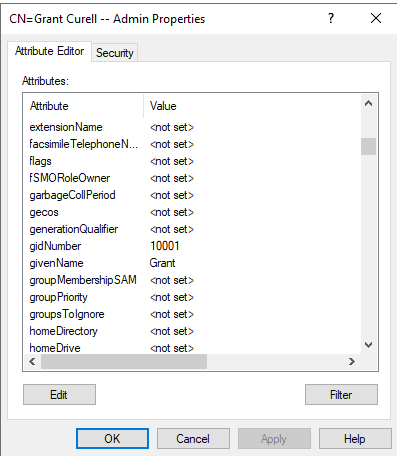 CN=Grant Curell -- Admin Properties ? ×
Attribute Editor Security
Attributes:
Attribute Value
extensionName <not set>
facsimileTelephoneN... <not set>
flags <not set>
fSMORoleOwner <not set>
garbageCollPeriod <not set>
gecos <not set>
generationQualifier <not set>
gidNumber 10001
givenName Grant
groupMembershipSAM <not set>
groupPriority <not set>
groupsToIgnore <not set>
homeDirectory <not set>
homeDrive <not set>
Edit Filter
OK Cancel Apply Help